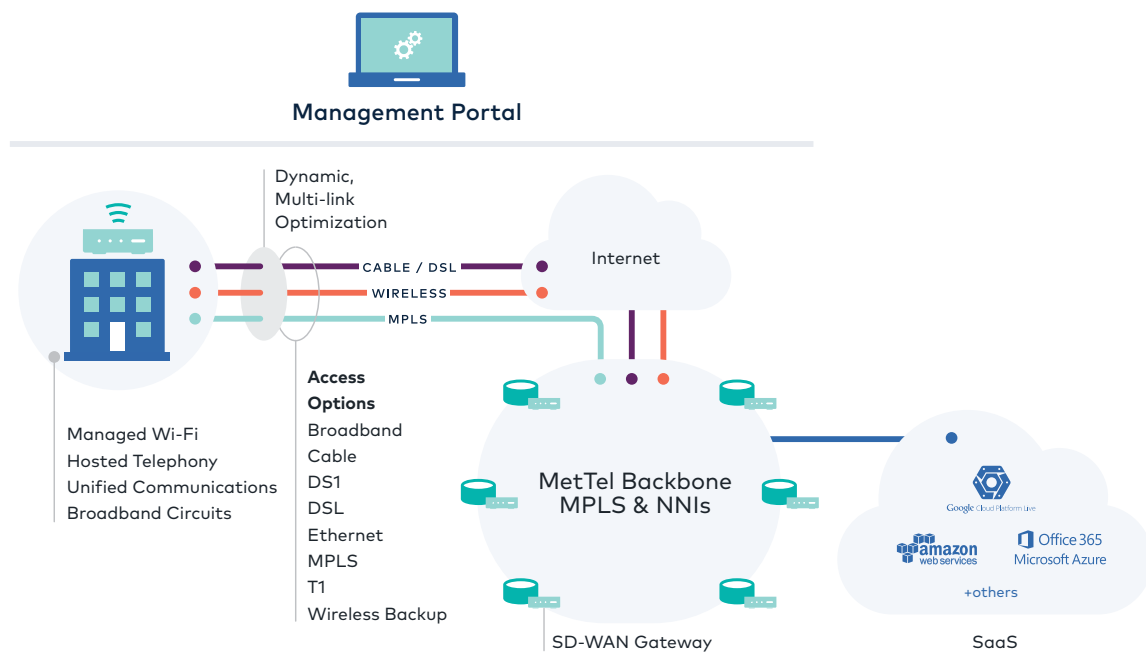 Management Portal
Dynamic,
Multi-link
Optimization
CABLE / DSL
WIRELESS
MPLS
Internet
Managed Wi-Fi
Hosted Telephony
Unified Communications
Broadband Circuits
Access
Options
Broadband
Cable
DS1
DSL
Ethernet
MPLS
T1
Wireless Backup
MetTel Backbone
MPLS & NNIs
SD-WAN Gateway
Google Cloud Platform Live
amazon
web services
Office 365
Microsoft Azure
+others
SaaS